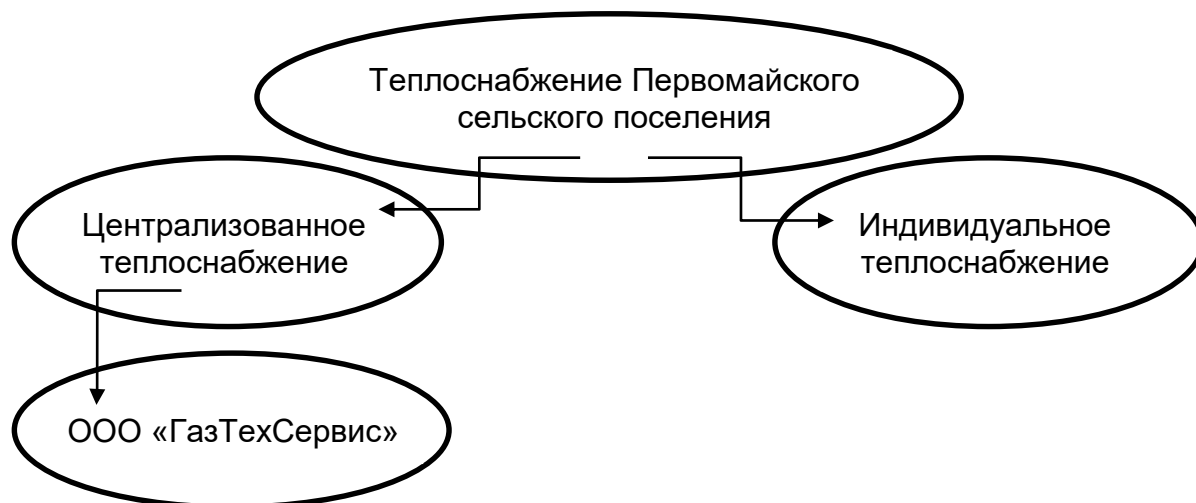 Теплоснабжение Первомайского
сельского поселения
Централизованное
теплоснабжение
Индивидуальное
теплоснабжение
ООО «ГазТехСервис»